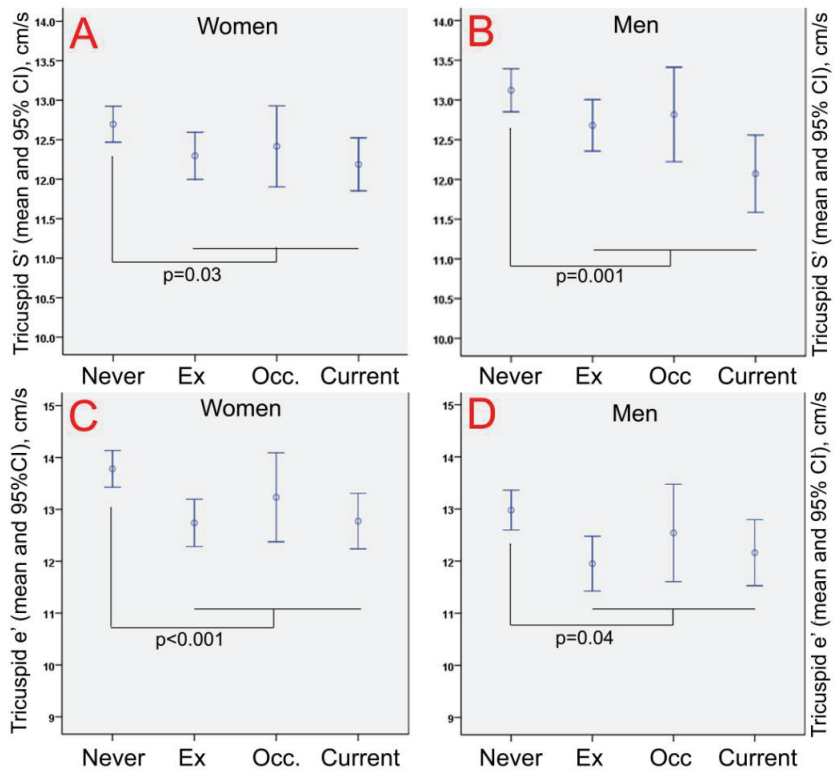 A
Women
Tricuspid S' (mean and 95% CI), cm/s
14.0
13.5
13.0
12.5
12.0
11.5
11.0
10.5
10.0
p=0.03
Never Ex Occ. Current
B
Men
Tricuspid S' (mean and 95% CI), cm/s
14.0
13.5
13.0
12.5
12.0
11.5
11.0
10.5
10.0
p=0.001
Never Ex Occ Current
C
Women
Tricuspid e' (mean and 95%CI), cm/s
15
14
13
12
11
10
9
p<0.001
Never Ex Occ. Current
D
Men
Tricuspid e' (mean and 95% CI), cm/s
15
14
13
12
11
10
9
p=0.04
Never Ex Occ Current